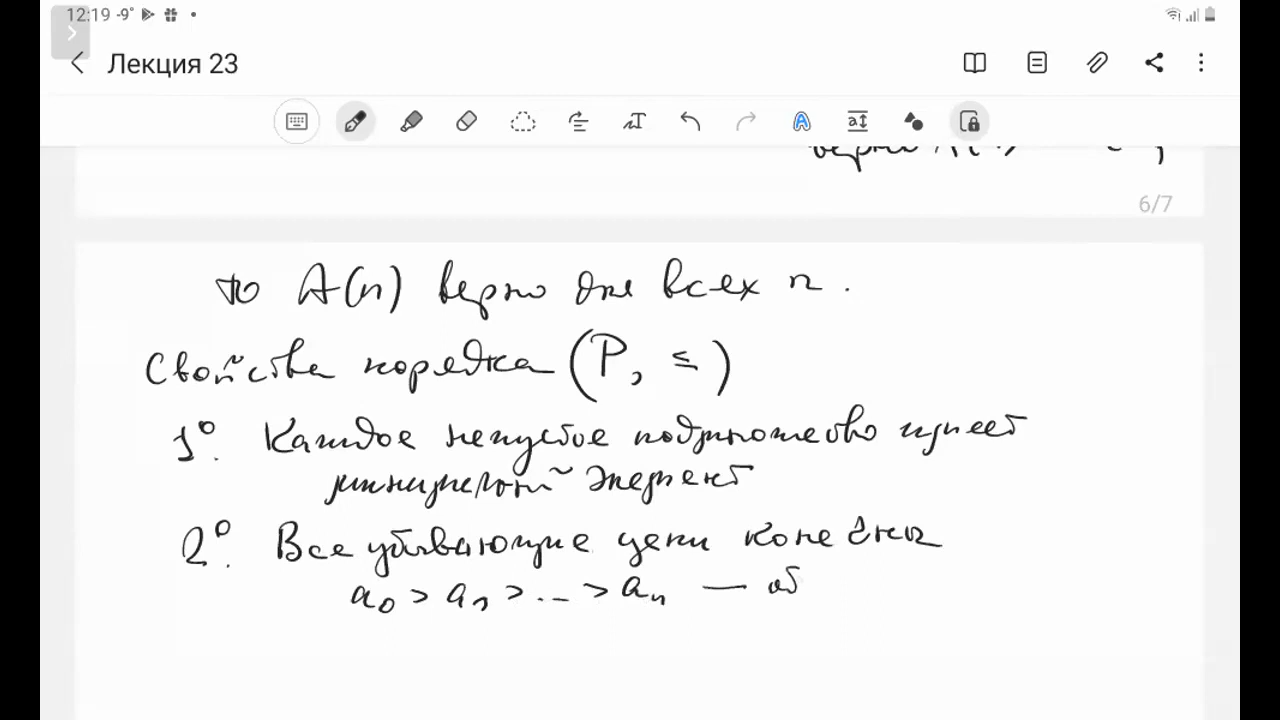 12:19 -9°
Лекция 23
6/7
то A(n) верно для всех n.
Свойства порядка (P, ≤)
1°. Каждое непустое подмножество имеет
минимальный элемент
2°. Все убывающие цепи конечны
a₀ > a₁ > ... > aₙ — об